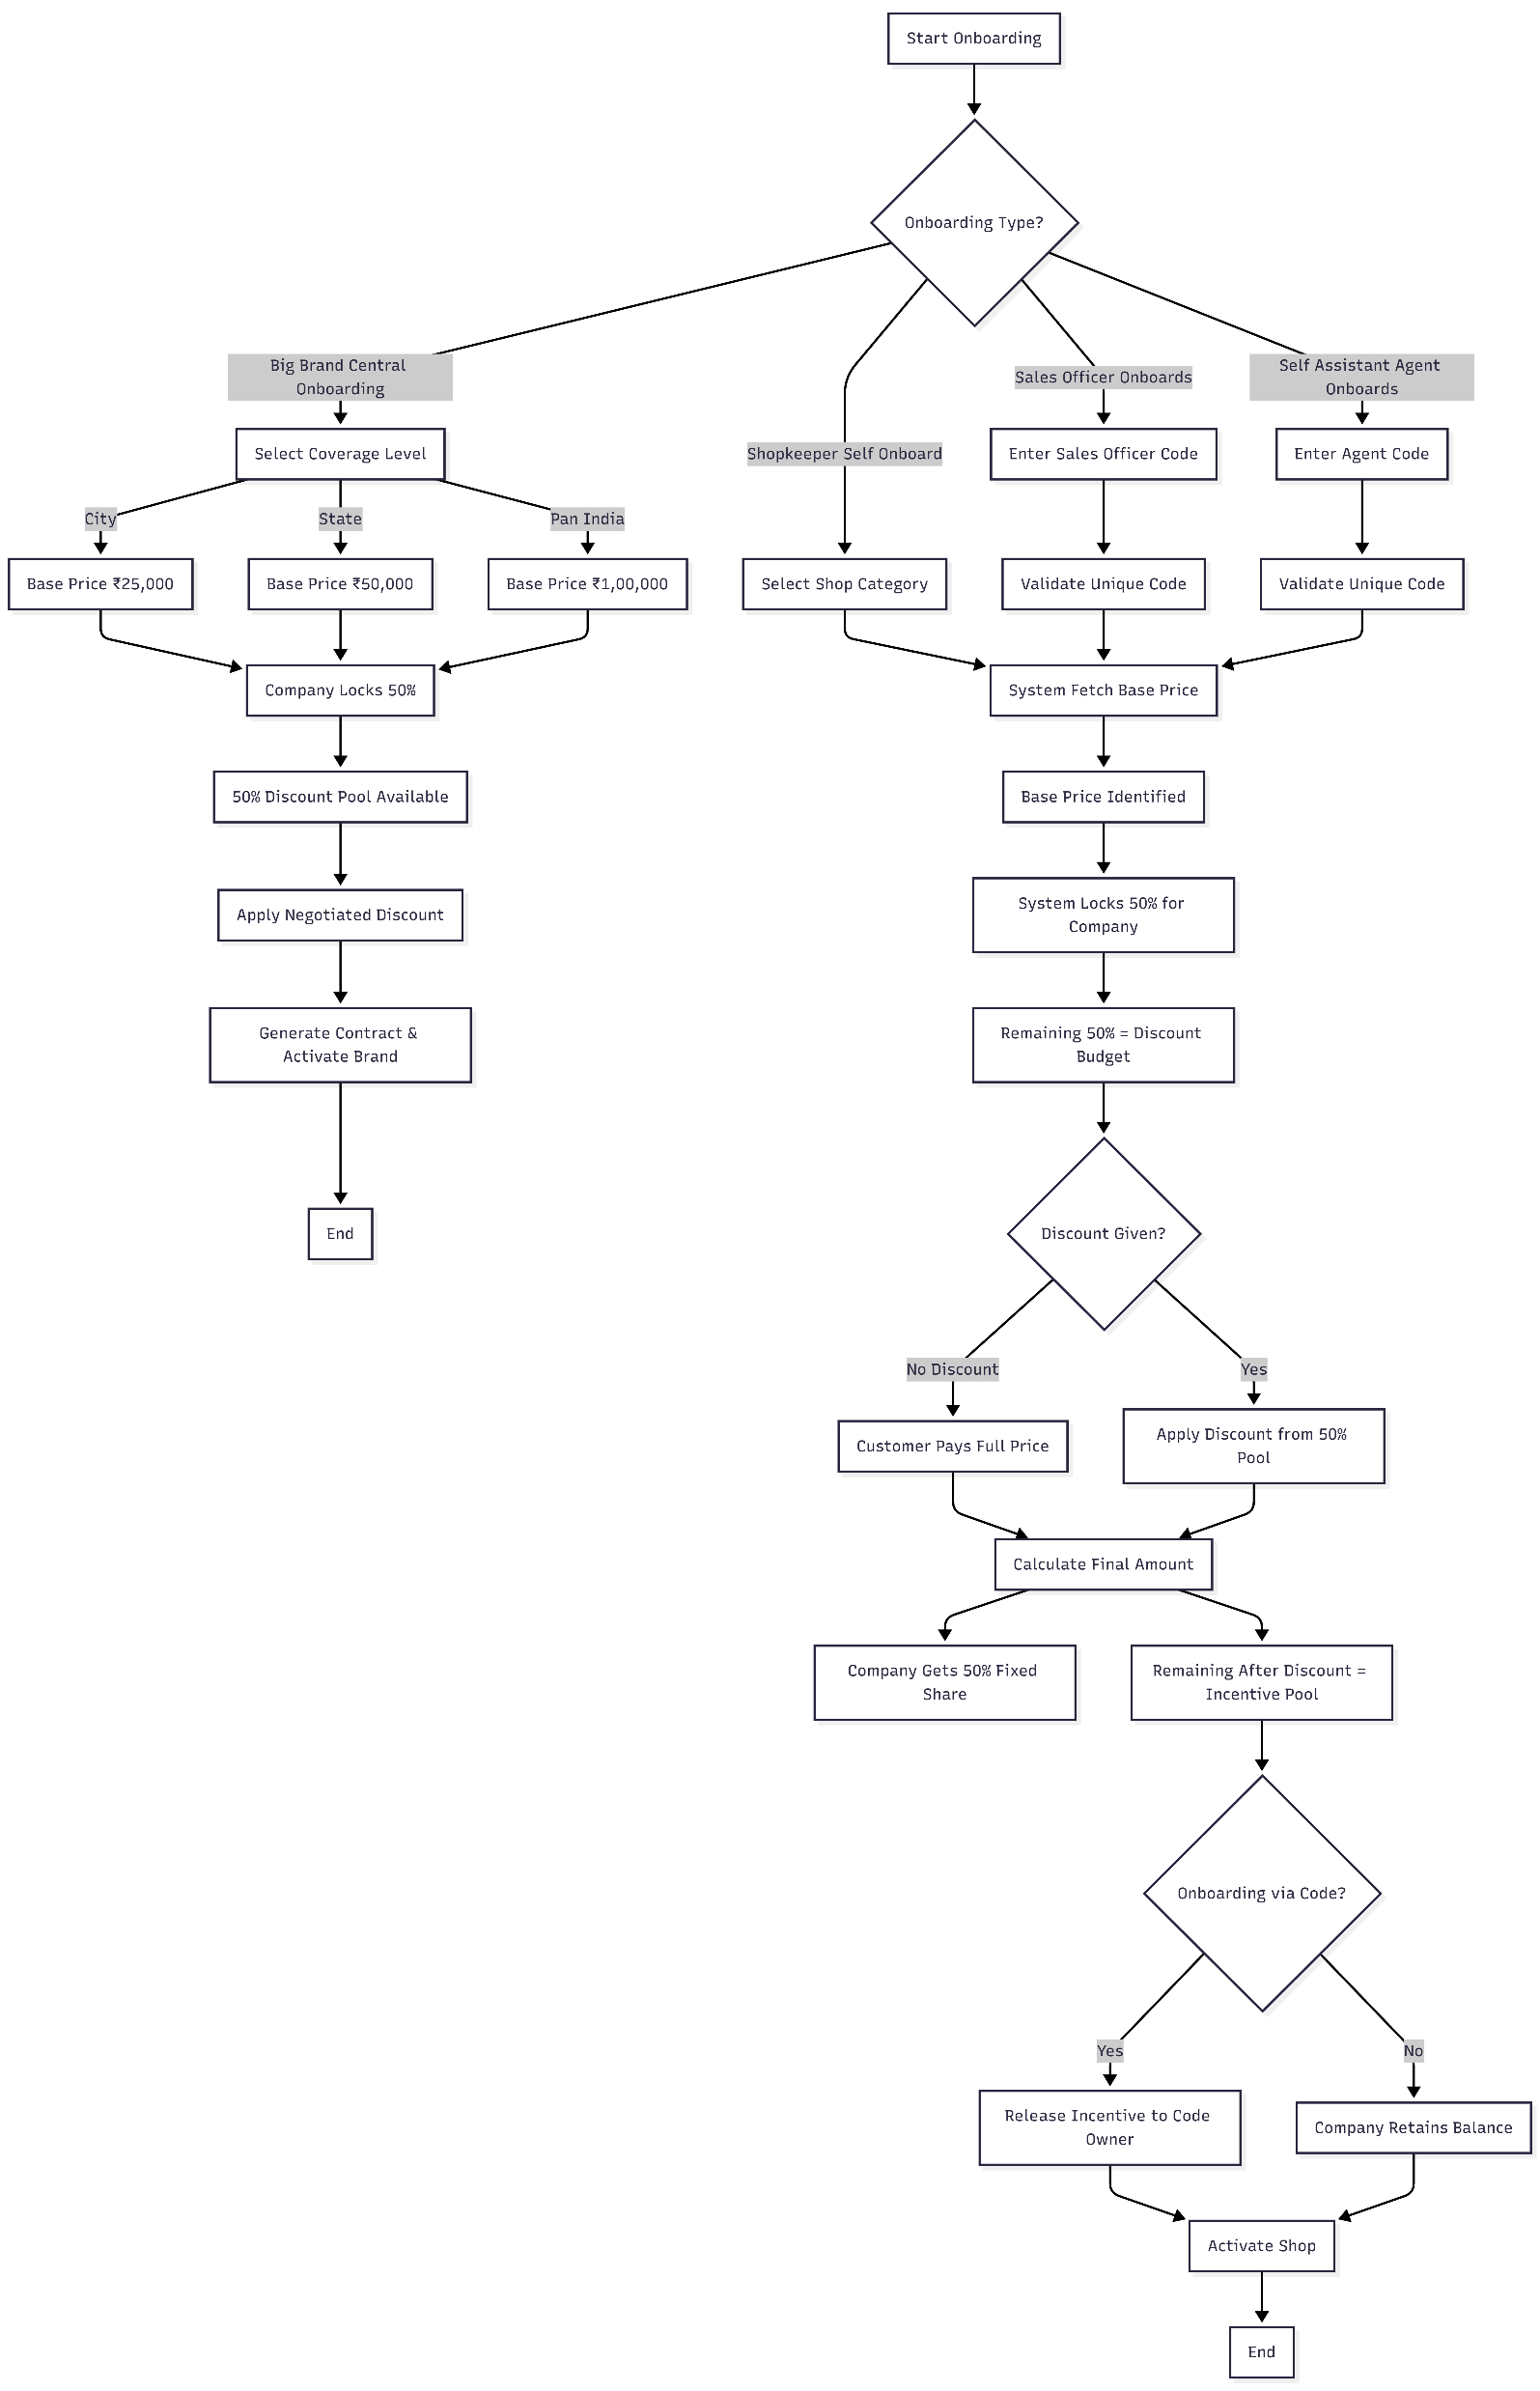 Start Onboarding
Onboarding Type?
Big Brand Central
Onboarding
Shopkeeper Self Onboard
Sales Officer Onboards
Self Assistant Agent
Onboards
Select Coverage Level
Enter Sales Officer Code
Enter Agent Code
City
State
Pan India
Base Price ₹25,000
Base Price ₹50,000
Base Price ₹1,00,000
Select Shop Category
Validate Unique Code
Validate Unique Code
Company Locks 50%
System Fetch Base Price
50% Discount Pool Available
Base Price Identified
Apply Negotiated Discount
System Locks 50% for
Company
Generate Contract &
Activate Brand
Remaining 50% = Discount
Budget
End
Discount Given?
No Discount
Yes
Customer Pays Full Price
Apply Discount from 50%
Pool
Calculate Final Amount
Company Gets 50% Fixed
Share
Remaining After Discount =
Incentive Pool
Onboarding via Code?
Yes
No
Release Incentive to Code
Owner
Company Retains Balance
Activate Shop
End